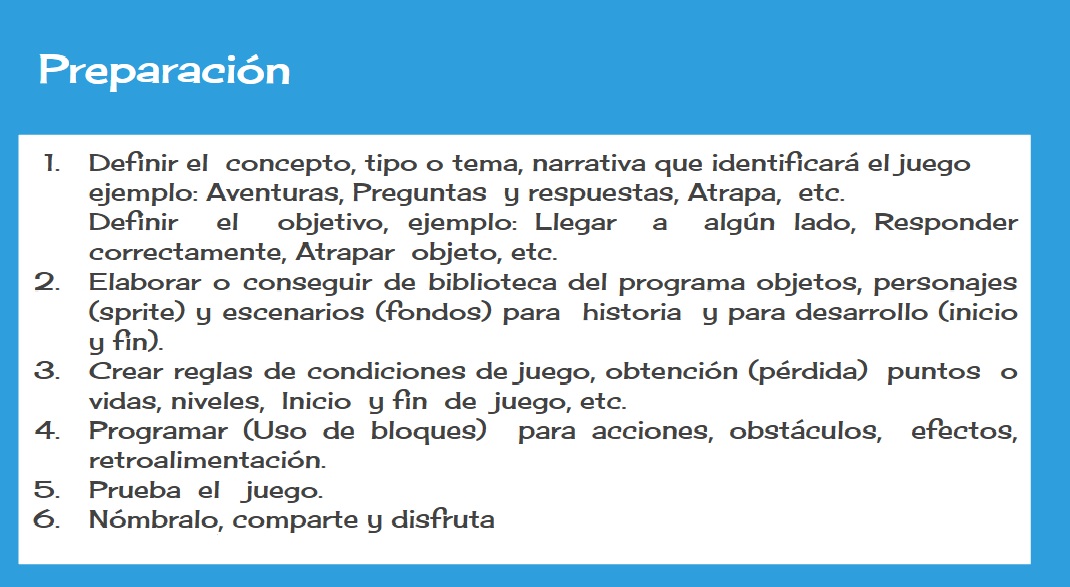 Preparación
1. Definir el concepto, tipo o tema, narrativa que identificará el juego
ejemplo: Aventuras, Preguntas y respuestas, Atrapa, etc.
Definir el objetivo, ejemplo: Llegar a algún lado, Responder
correctamente, Atrapar objeto, etc.
2. Elaborar o conseguir de biblioteca del programa objetos, personajes
(sprite) y escenarios (fondos) para historia y para desarrollo (inicio
y fin).
3. Crear reglas de condiciones de juego, obtención (pérdida) puntos o
vidas, niveles, Inicio y fin de juego, etc.
4. Programar (Uso de bloques) para acciones, obstáculos, efectos,
retroalimentación.
5. Prueba el juego.
6. Nómbralo, comparte y disfruta